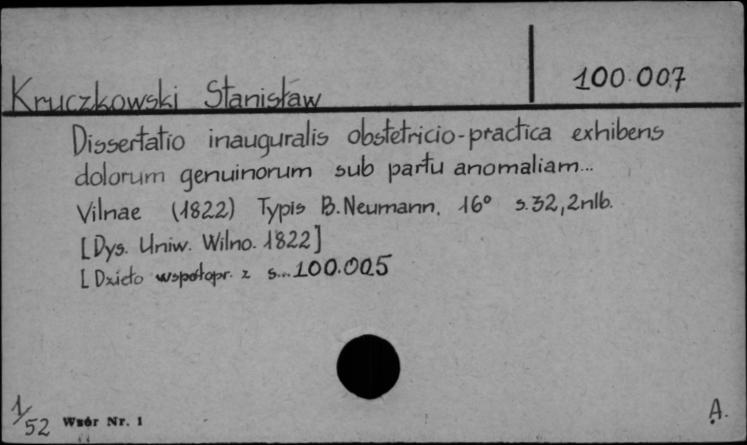 100.007
Kruczkowski Stanisław
Dissertatio inauguralis obstetricio-practica exhibens
dolorum genuinorum sub partu anomaliam...
Vilnae (1822) Typis B. Neumann. 16° s.32, 2nlb.
[Dys. Uniw. Wilno. 1822]
[Dzieło współopr. z s... 100.005
1/52 Wzór Nr. 1
A.